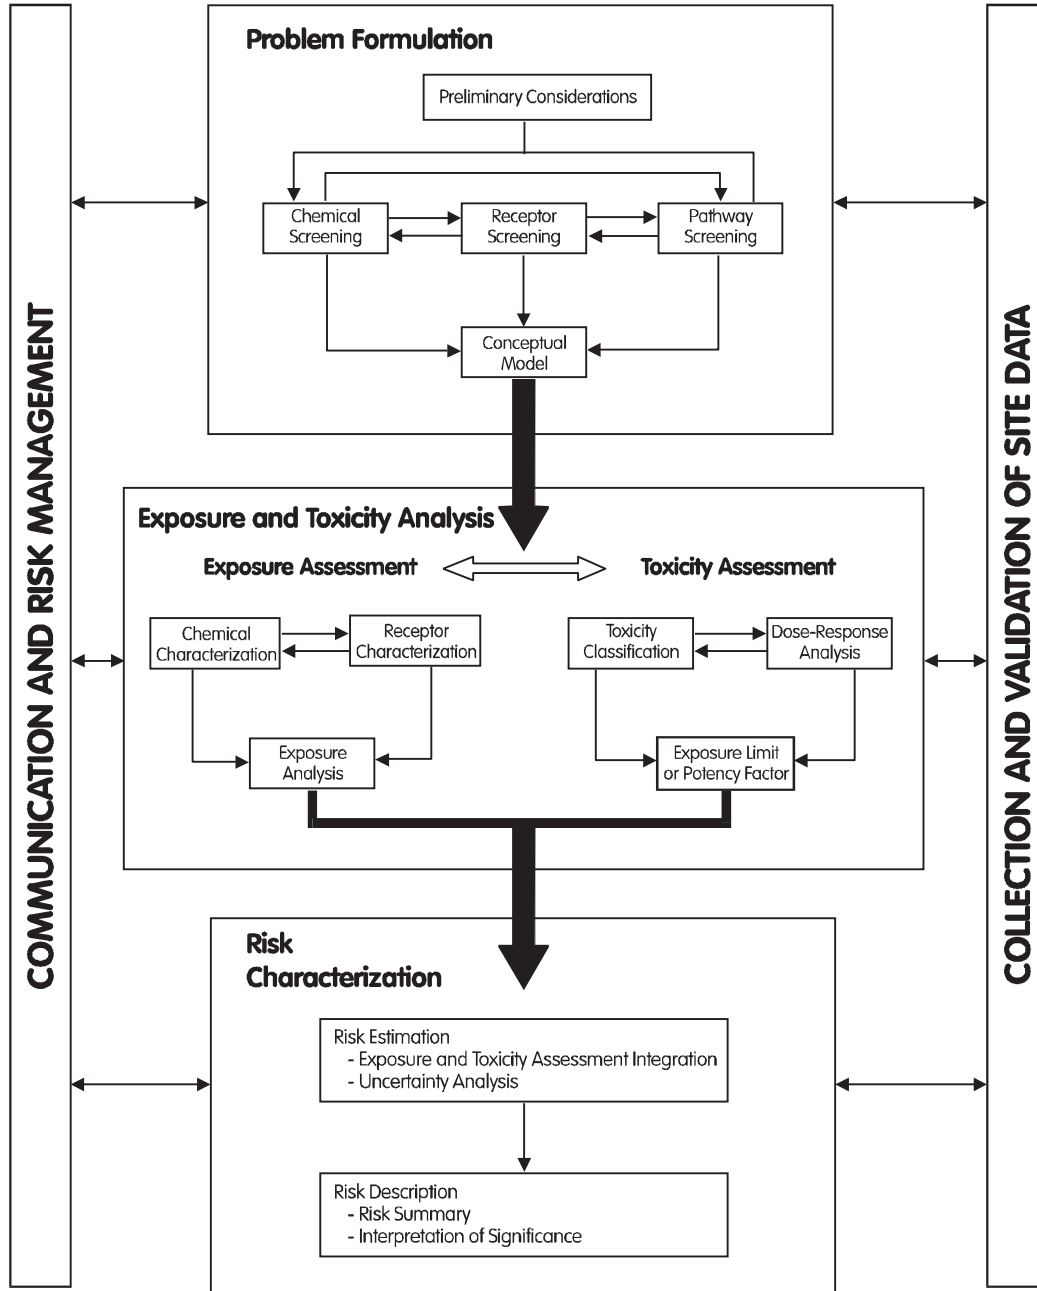 COMMUNICATION AND RISK MANAGEMENT
Problem Formulation
Preliminary Considerations
Chemical
Screening
Receptor
Screening
Pathway
Screening
Conceptual
Model
Exposure and Toxicity Analysis
Exposure Assessment
Toxicity Assessment
Chemical
Characterization
Receptor
Characterization
Toxicity
Classification
Dose-Response
Analysis
Exposure
Analysis
Exposure Limit
or Potency Factor
Risk
Characterization
Risk Estimation
- Exposure and Toxicity Assessment Integration
- Uncertainty Analysis
Risk Description
- Risk Summary
- Interpretation of Significance
COLLECTION AND VALIDATION OF SITE DATA